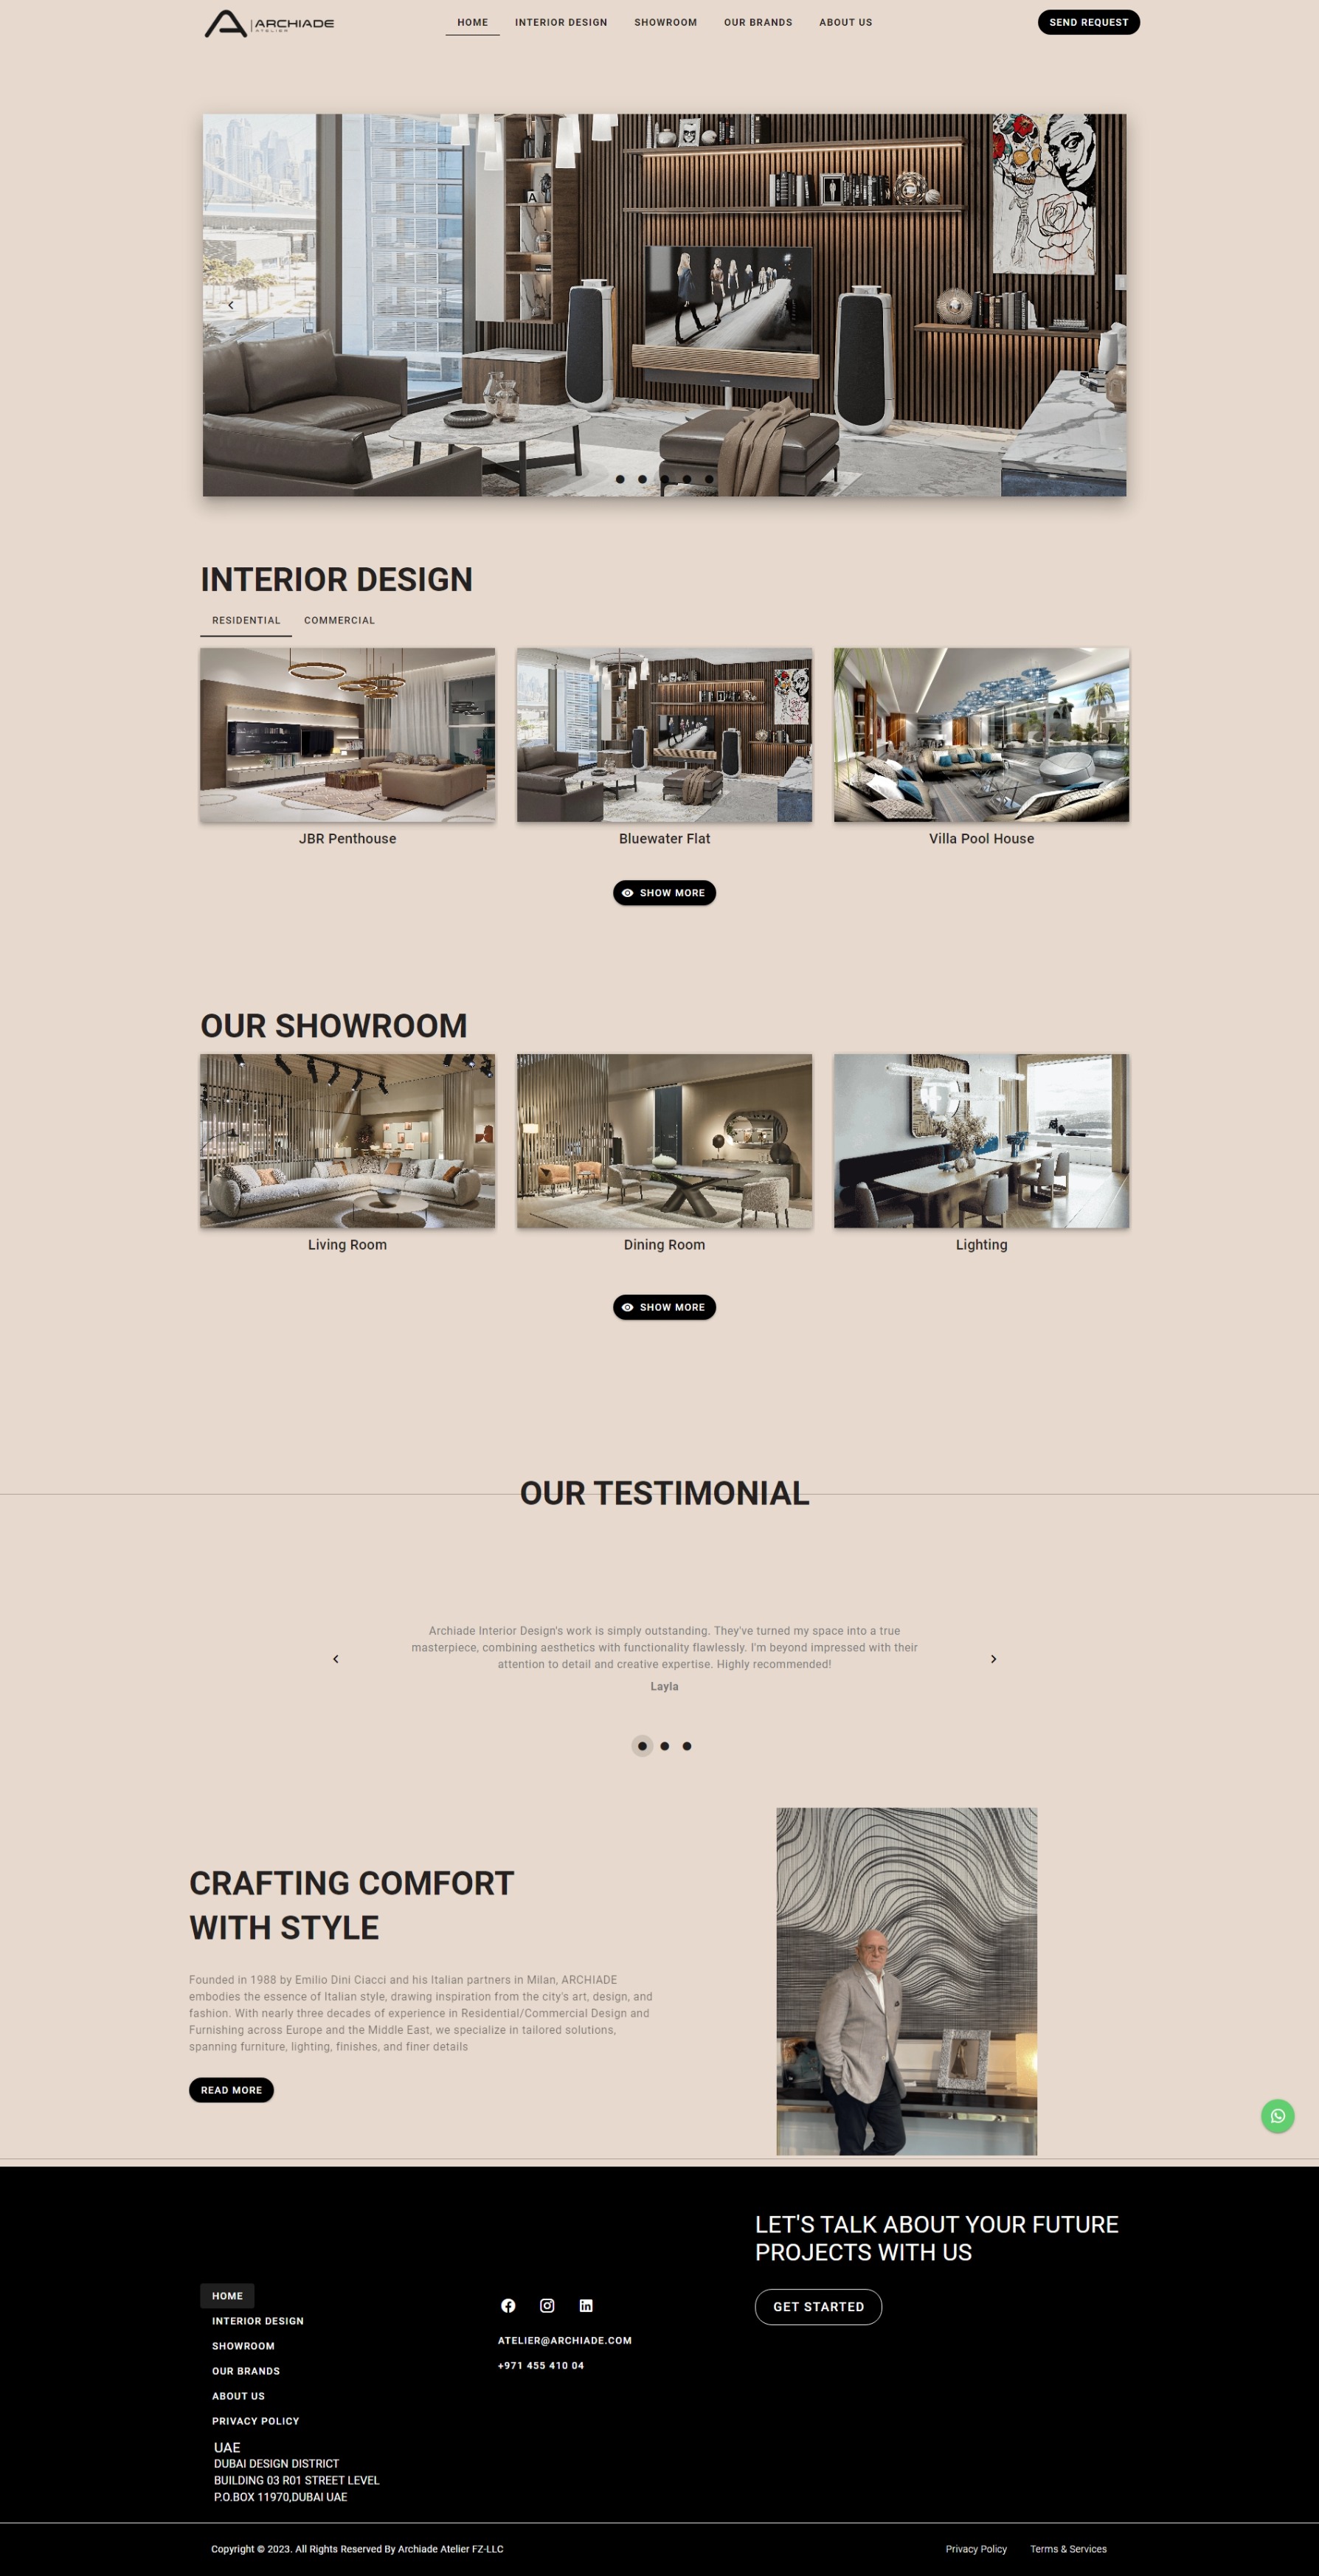 ARCHIADE
ATELIER
HOME
INTERIOR DESIGN
SHOWROOM
OUR BRANDS
ABOUT US
SEND REQUEST
A
INTERIOR DESIGN
RESIDENTIAL
COMMERCIAL
JBR Penthouse
Bluewater Flat
Villa Pool House
SHOW MORE
OUR SHOWROOM
Living Room
Dining Room
Lighting
SHOW MORE
OUR TESTIMONIAL
Archiade Interior Design's work is simply outstanding. They've turned my space into a true
masterpiece, combining aesthetics with functionality flawlessly. I'm beyond impressed with their
attention to detail and creative expertise. Highly recommended!
Layla
CRAFTING COMFORT
WITH STYLE
Founded in 1988 by Emilio Dini Ciacci and his Italian partners in Milan, ARCHIADE
embodies the essence of Italian style, drawing inspiration from the city's art, design, and
fashion. With nearly three decades of experience in Residential/Commercial Design and
Furnishing across Europe and the Middle East, we specialize in tailored solutions,
spanning furniture, lighting, finishes, and finer details
READ MORE
HOME
INTERIOR DESIGN
SHOWROOM
OUR BRANDS
ABOUT US
PRIVACY POLICY
UAE
DUBAI DESIGN DISTRICT
BUILDING 03 R01 STREET LEVEL
P.O.BOX 11970,DUBAI UAE
ATELIER@ARCHIADE.COM
+971 455 410 04
LET'S TALK ABOUT YOUR FUTURE
PROJECTS WITH US
GET STARTED
Copyright © 2023. All Rights Reserved By Archiade Atelier FZ-LLC
Privacy Policy
Terms & Services